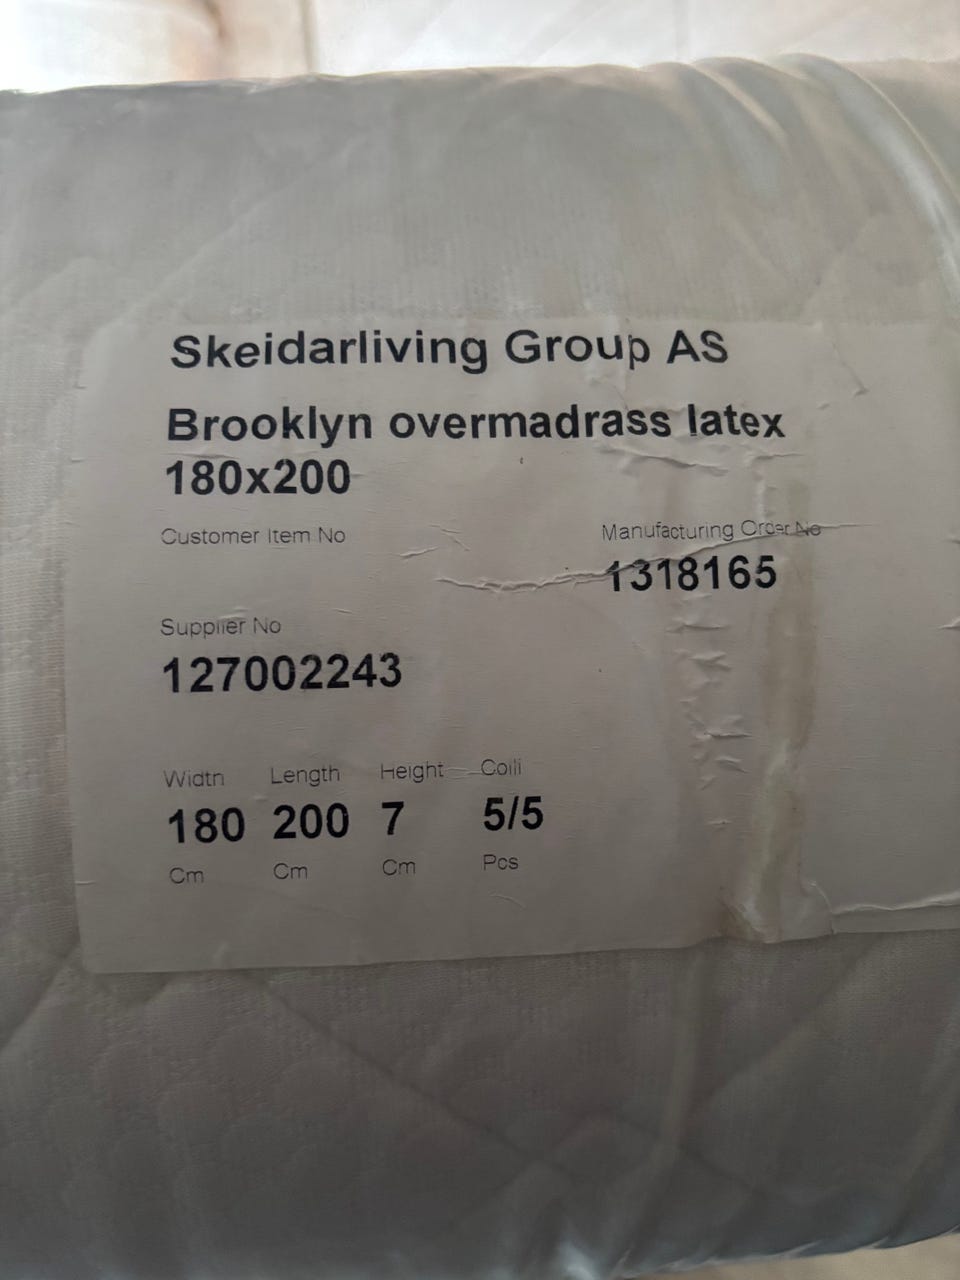 Skeidarliving Group AS
Brooklyn overmadrass latex
180x200
Customer Item No
Manufacturing Order No
1318165
Supplier No
127002243
Width Length Height Colli
180 200 7 5/5
Cm Cm Cm Pcs